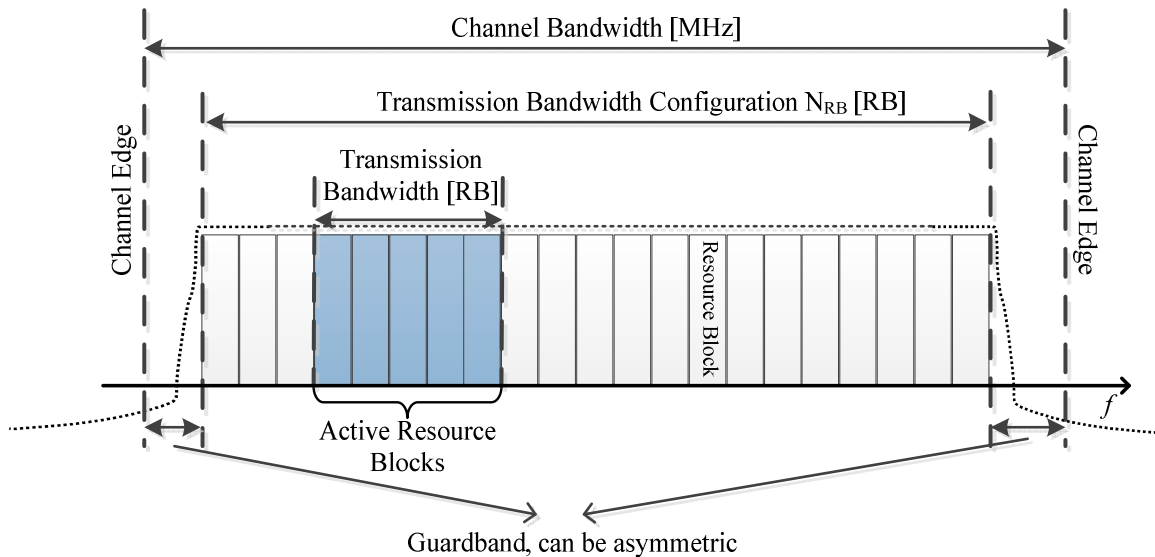 Channel Bandwidth [MHz]
Transmission Bandwidth Configuration NRB [RB]
Channel Edge
Transmission
Bandwidth [RB]
Channel Edge
Resource Block
f
Active Resource
Blocks
Guardband, can be asymmetric